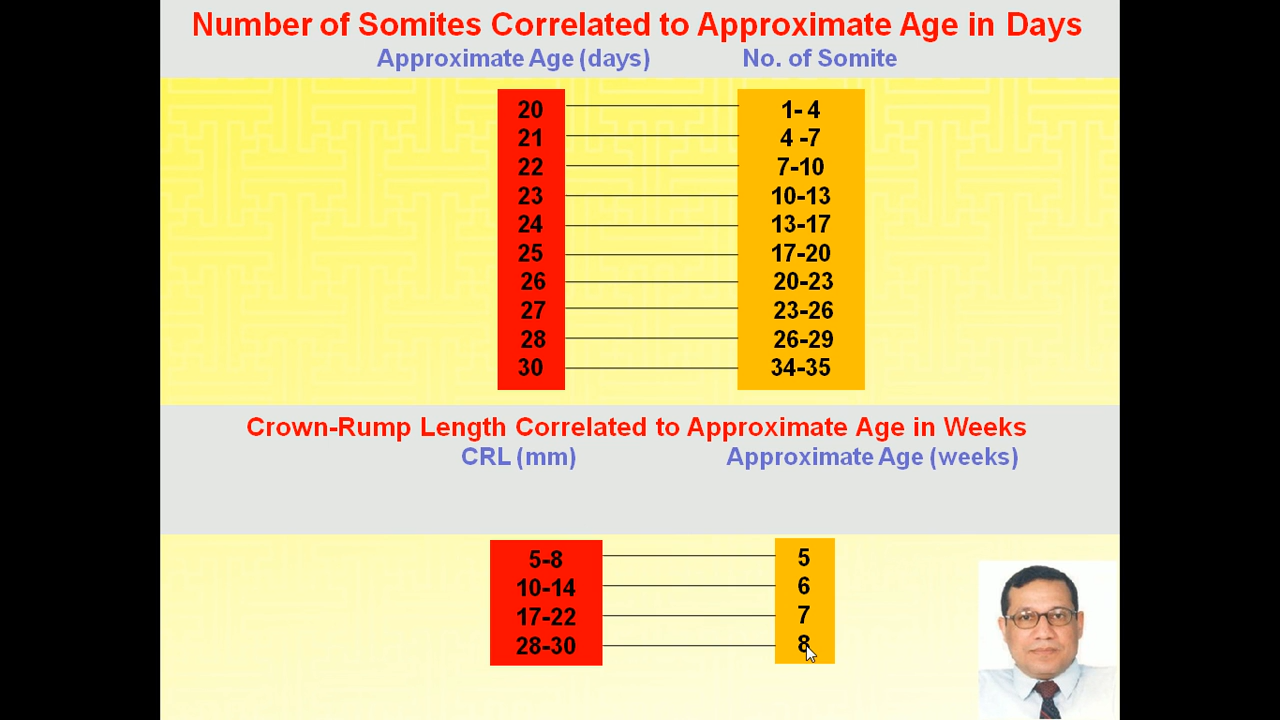 Number of Somites Correlated to Approximate Age in Days
Approximate Age (days) No. of Somite
20 1- 4
21 4 -7
22 7-10
23 10-13
24 13-17
25 17-20
26 20-23
27 23-26
28 26-29
30 34-35
Crown-Rump Length Correlated to Approximate Age in Weeks
CRL (mm) Approximate Age (weeks)
5-8 5
10-14 6
17-22 7
28-30 8